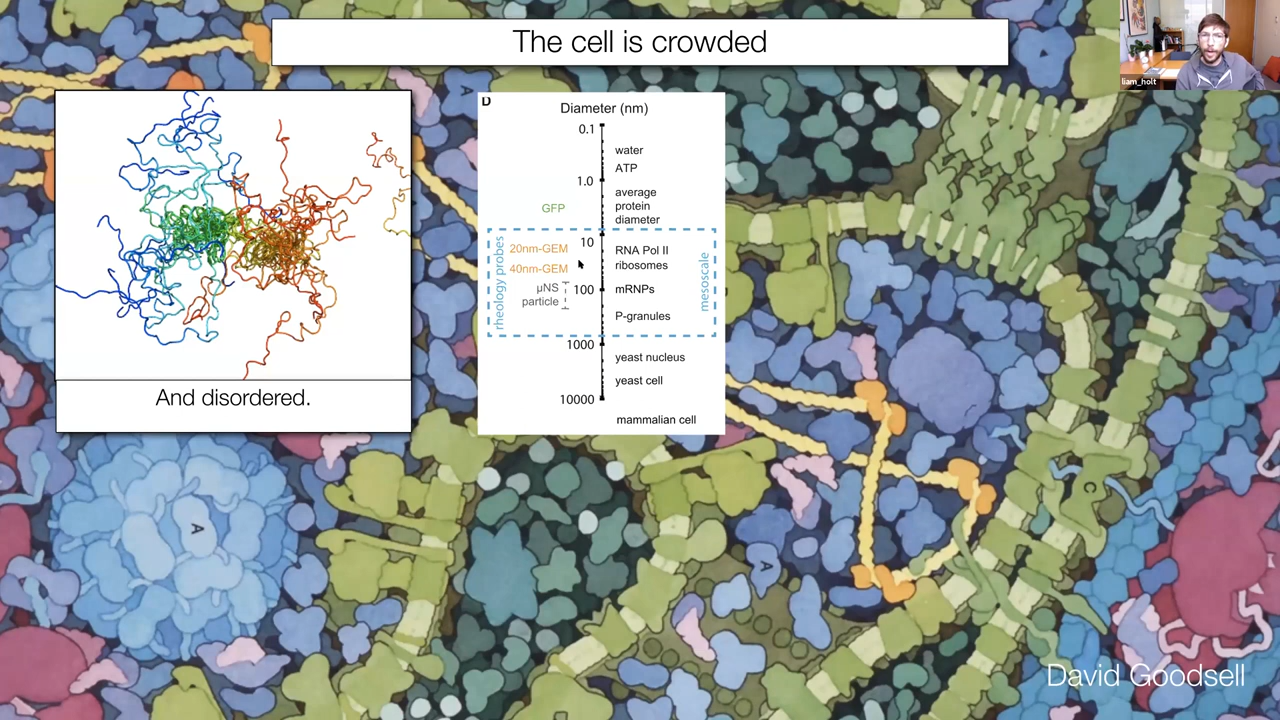 The cell is crowded
liam_holt
And disordered.
D
Diameter (nm)
0.1
water
ATP
1.0
average
protein
diameter
GFP
10
20nm-GEM
RNA Pol II
ribosomes
40nm-GEM
µNS
particle
100
mRNPs
P-granules
rheology probes
mesoscale
1000
yeast nucleus
yeast cell
10000
mammalian cell
A
A
A
C
David Goodsell